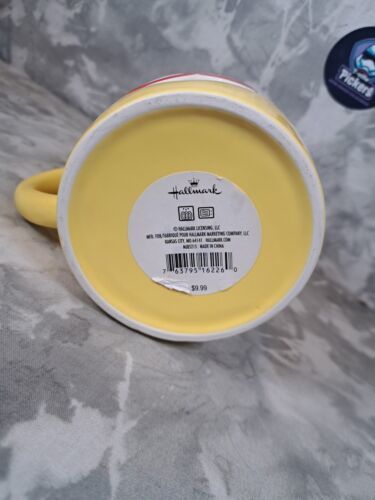 Pickers
Hallmark
© HALLMARK LICENSING, LLC
MFD. FOR/FABRIQUÉ POUR HALLMARK MARKETING COMPANY, LLC
KANSAS CITY, MO 64141 HALLMARK.COM
MADE IN CHINA
7 63795 16226 0
$9.99